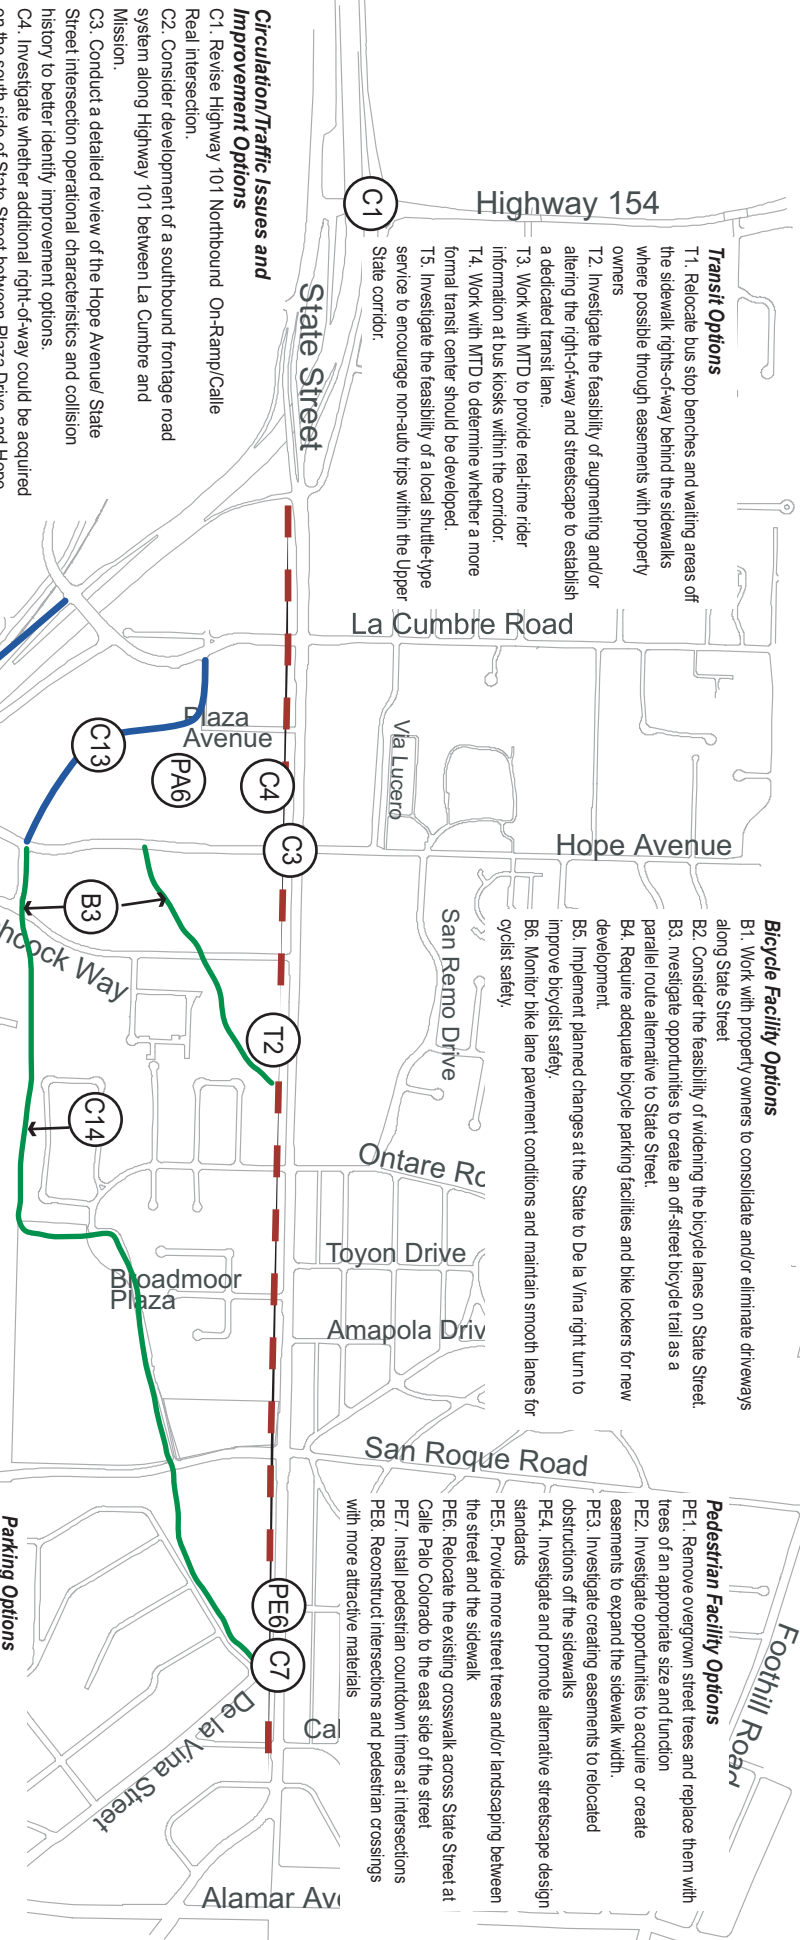 Circulation/Traffic Issues and
Improvement Options
C1. Revise Highway 101 Northbound On-Ramp/Calle
Real intersection.
C2. Consider development of a southbound frontage road
system along Highway 101 between La Cumbre and
Mission.
C3. Conduct a detailed review of the Hope Avenue/ State
Street intersection operational characteristics and collision
history to better identify improvement options.
C4. Investigate whether additional right-of-way could be acquired
on the south side of State Street between Plaza Drive and Hope
Transit Options
T1. Relocate bus stop benches and waiting areas off
the sidewalk rights-of-way behind the sidewalks
where possible through easements with property
owners
T2. Investigate the feasibility of augmenting and/or
altering the right-of-way and streetscape to establish
a dedicated transit lane.
T3. Work with MTD to provide real-time rider
information at bus kiosks within the corridor.
T4. Work with MTD to determine whether a more
formal transit center should be developed.
T5. Investigate the feasibility of a local shuttle-type
service to encourage non-auto trips within the Upper
State corridor.
Bicycle Facility Options
B1. Work with property owners to consolidate and/or eliminate driveways
along State Street
B2. Consider the feasibility of widening the bicycle lanes on State Street.
B3. nvestigate opportunities to create an off-street bicycle trail as a
parallel route alternative to State Street.
B4. Require adequate bicycle parking facilities and bike lockers for new
development.
B5. Implement planned changes at the State to De la Vina right turn to
improve bicyclist safety.
B6. Monitor bike lane pavement conditions and maintain smooth lanes for
cyclist safety.
Pedestrian Facility Options
PE1. Remove overgrown street trees and replace them with
trees of an appropriate size and function
PE2. Investigate opportunities to acquire or create
easements to expand the sidewalk width.
PE3. Investigate creating easements to relocated
obstructions off the sidewalks
PE4. Investigate and promote alternative streetscape design
standards
PE5. Provide more street trees and/or landscaping between
the street and the sidewalk
PE6. Relocate the existing crosswalk across State Street at
Calle Palo Colorado to the east side of the street
PE7. Install pedestrian countdown timers at intersections
PE8. Reconstruct intersections and pedestrian crossings
with more attractive materials
Parking Options
Highway 154
C1
State Street
La Cumbre Road
Plaza
Avenue
Via Lucero
C13
PA6
C4
C3
Hope Avenue
B3
hcock Way
San Remo Drive
T2
C14
Ontare Ro
Toyon Drive
Broadmoor
Plaza
Amapola Driv
San Roque Road
Foothill Road
PE6
C7
De la Vina Street
Cal
Alamar Ave